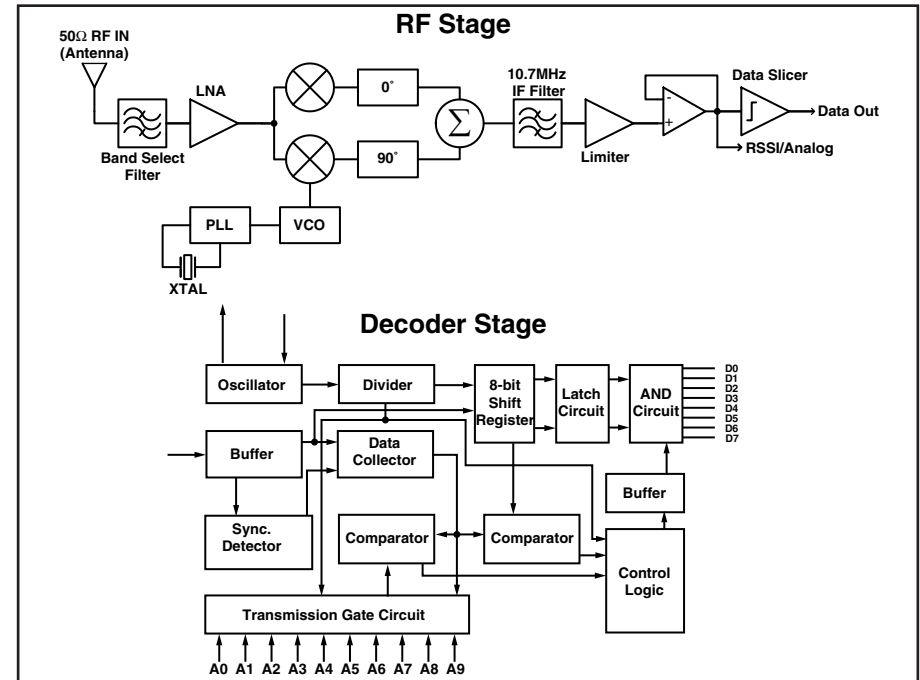 RF Stage
50Ω RF IN
(Antenna)
LNA
Band Select
Filter
0°
90°
Σ
10.7MHz
IF Filter
Limiter
-
+
Data Slicer
Data Out
RSSI/Analog
PLL
VCO
XTAL
Decoder Stage
Oscillator
Divider
8-bit
Shift
Register
Latch
Circuit
AND
Circuit
D0
D1
D2
D3
D4
D5
D6
D7
Buffer
Data
Collector
Buffer
Sync.
Detector
Comparator
Comparator
Control
Logic
Transmission Gate Circuit
A0 A1 A2 A3 A4 A5 A6 A7 A8 A9